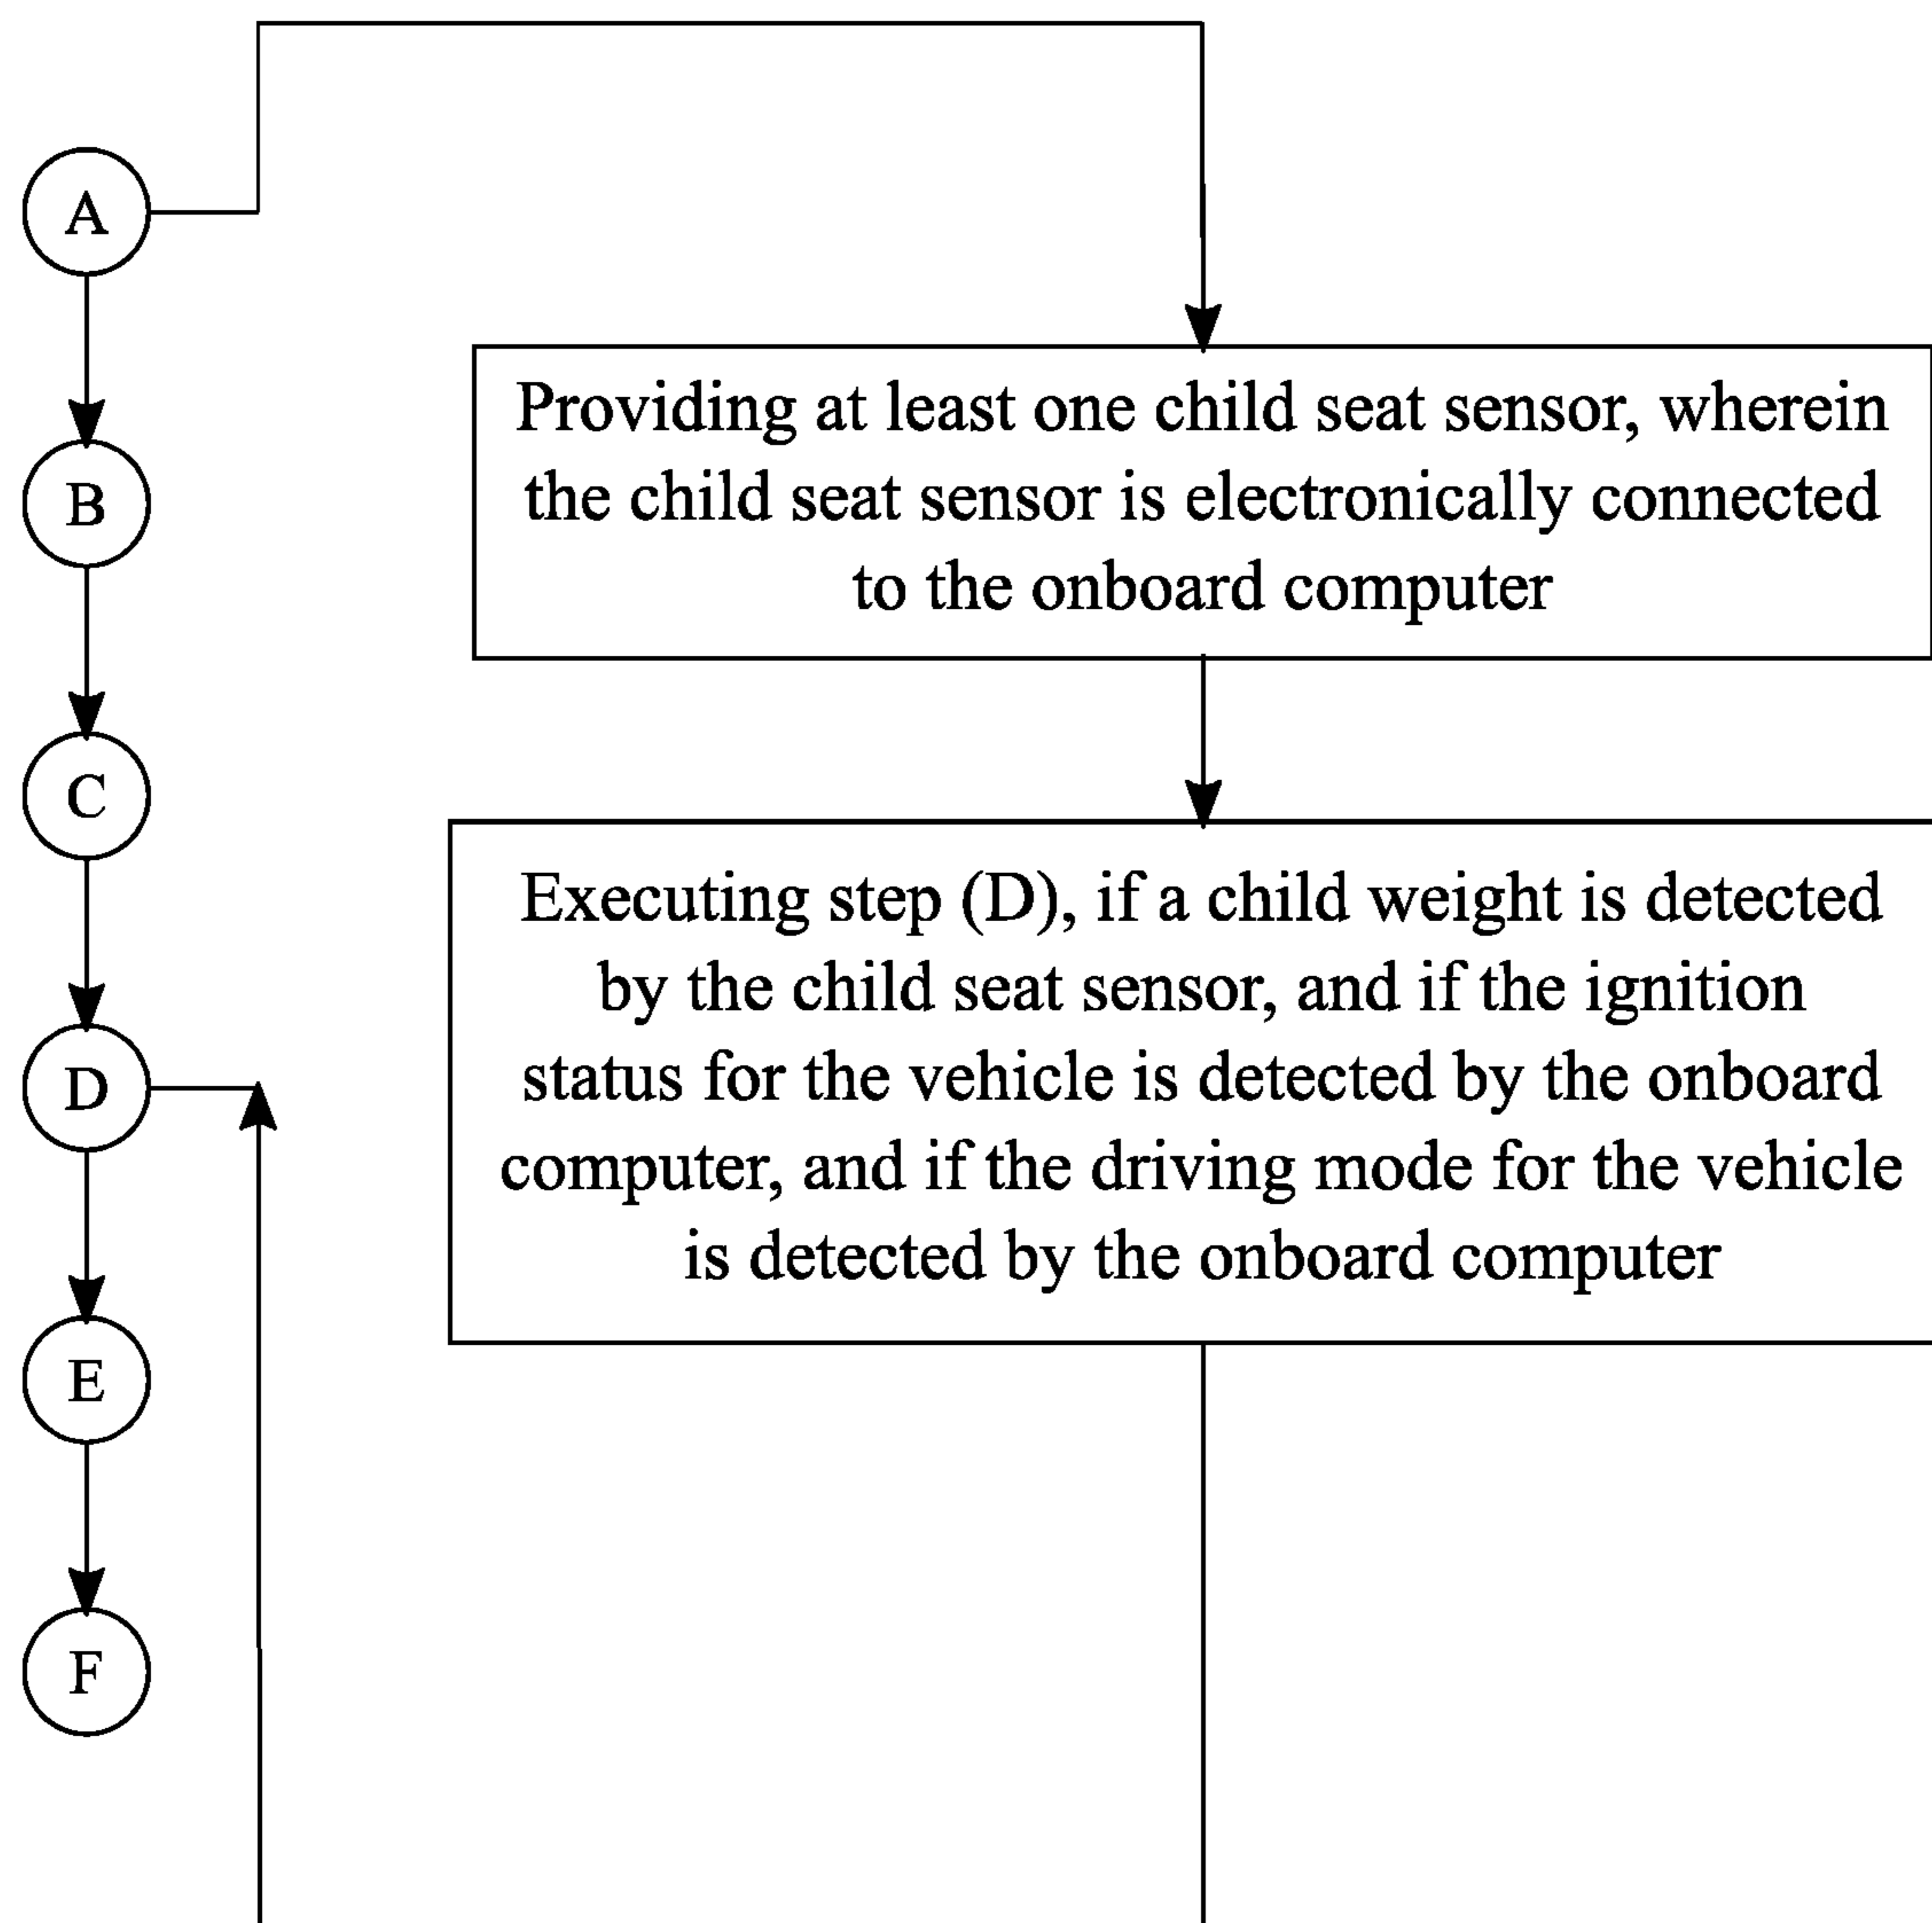 A
B
C
D
E
F
Providing at least one child seat sensor, wherein
the child seat sensor is electronically connected
to the onboard computer
Executing step (D), if a child weight is detected
by the child seat sensor, and if the ignition
status for the vehicle is detected by the onboard
computer, and if the driving mode for the vehicle
is detected by the onboard computer